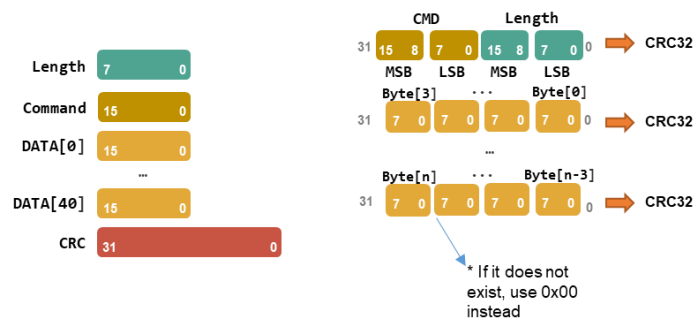 Length
7 0
Command
15 0
DATA[0]
15 0
…
DATA[40]
15 0
CRC
31 0
CMD Length
31 15 8 7 0 15 8 7 0 0 CRC32
MSB LSB MSB LSB
Byte[3] ... Byte[0]
31 7 0 7 0 7 0 7 0 0 CRC32
…
Byte[n] ... Byte[n-3]
31 7 0 7 0 7 0 7 0 0 CRC32
* If it does not
exist, use 0x00
instead